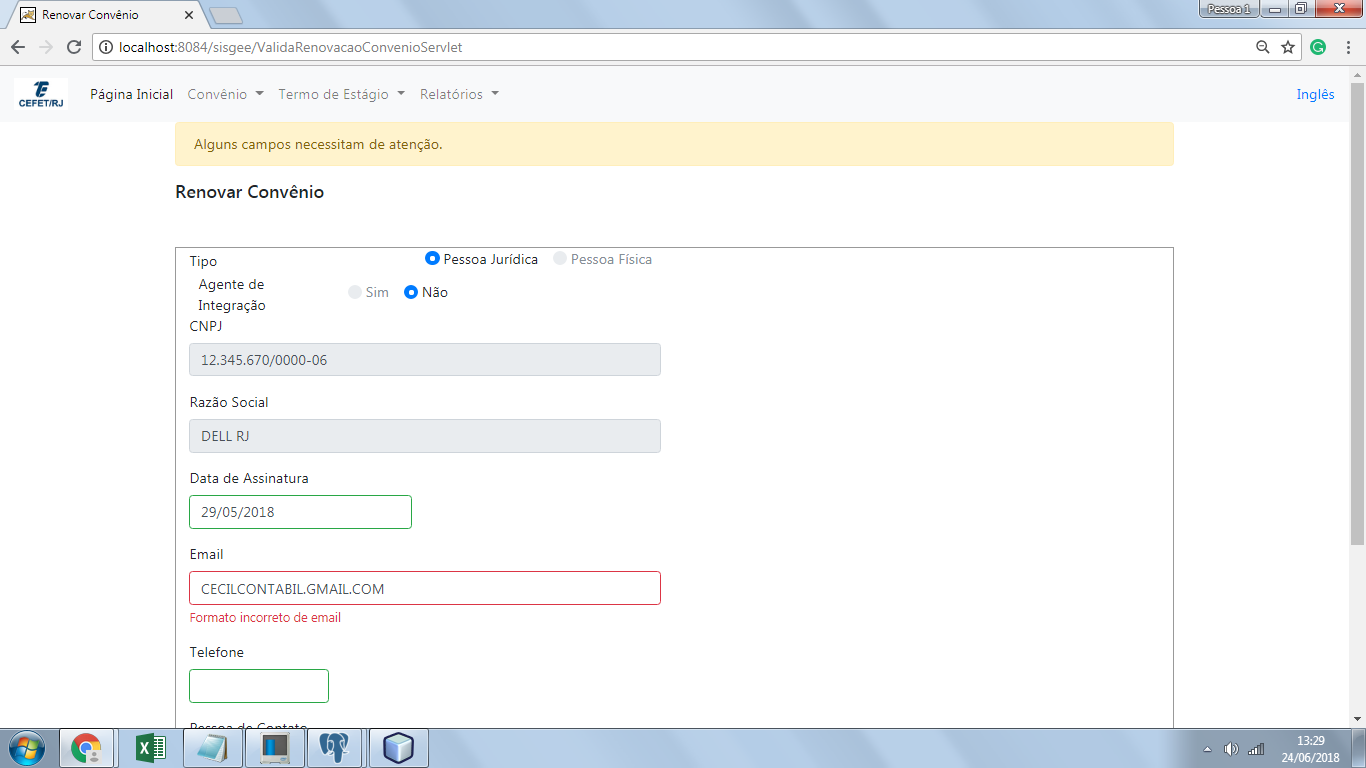 Renovar Convênio
Pessoa 1
localhost:8084/sisgee/ValidaRenovacaoConvenioServlet
CEFET/RJ
Página Inicial Convênio Termo de Estágio Relatórios Inglês
Alguns campos necessitam de atenção.
Renovar Convênio
Tipo Pessoa Jurídica Pessoa Física
Agente de
Integração Sim Não
CNPJ
12.345.670/0000-06
Razão Social
DELL RJ
Data de Assinatura
29/05/2018
Email
CECILCONTABIL.GMAIL.COM
Formato incorreto de email
Telefone
Pessoa de Contato
13:29
24/06/2018